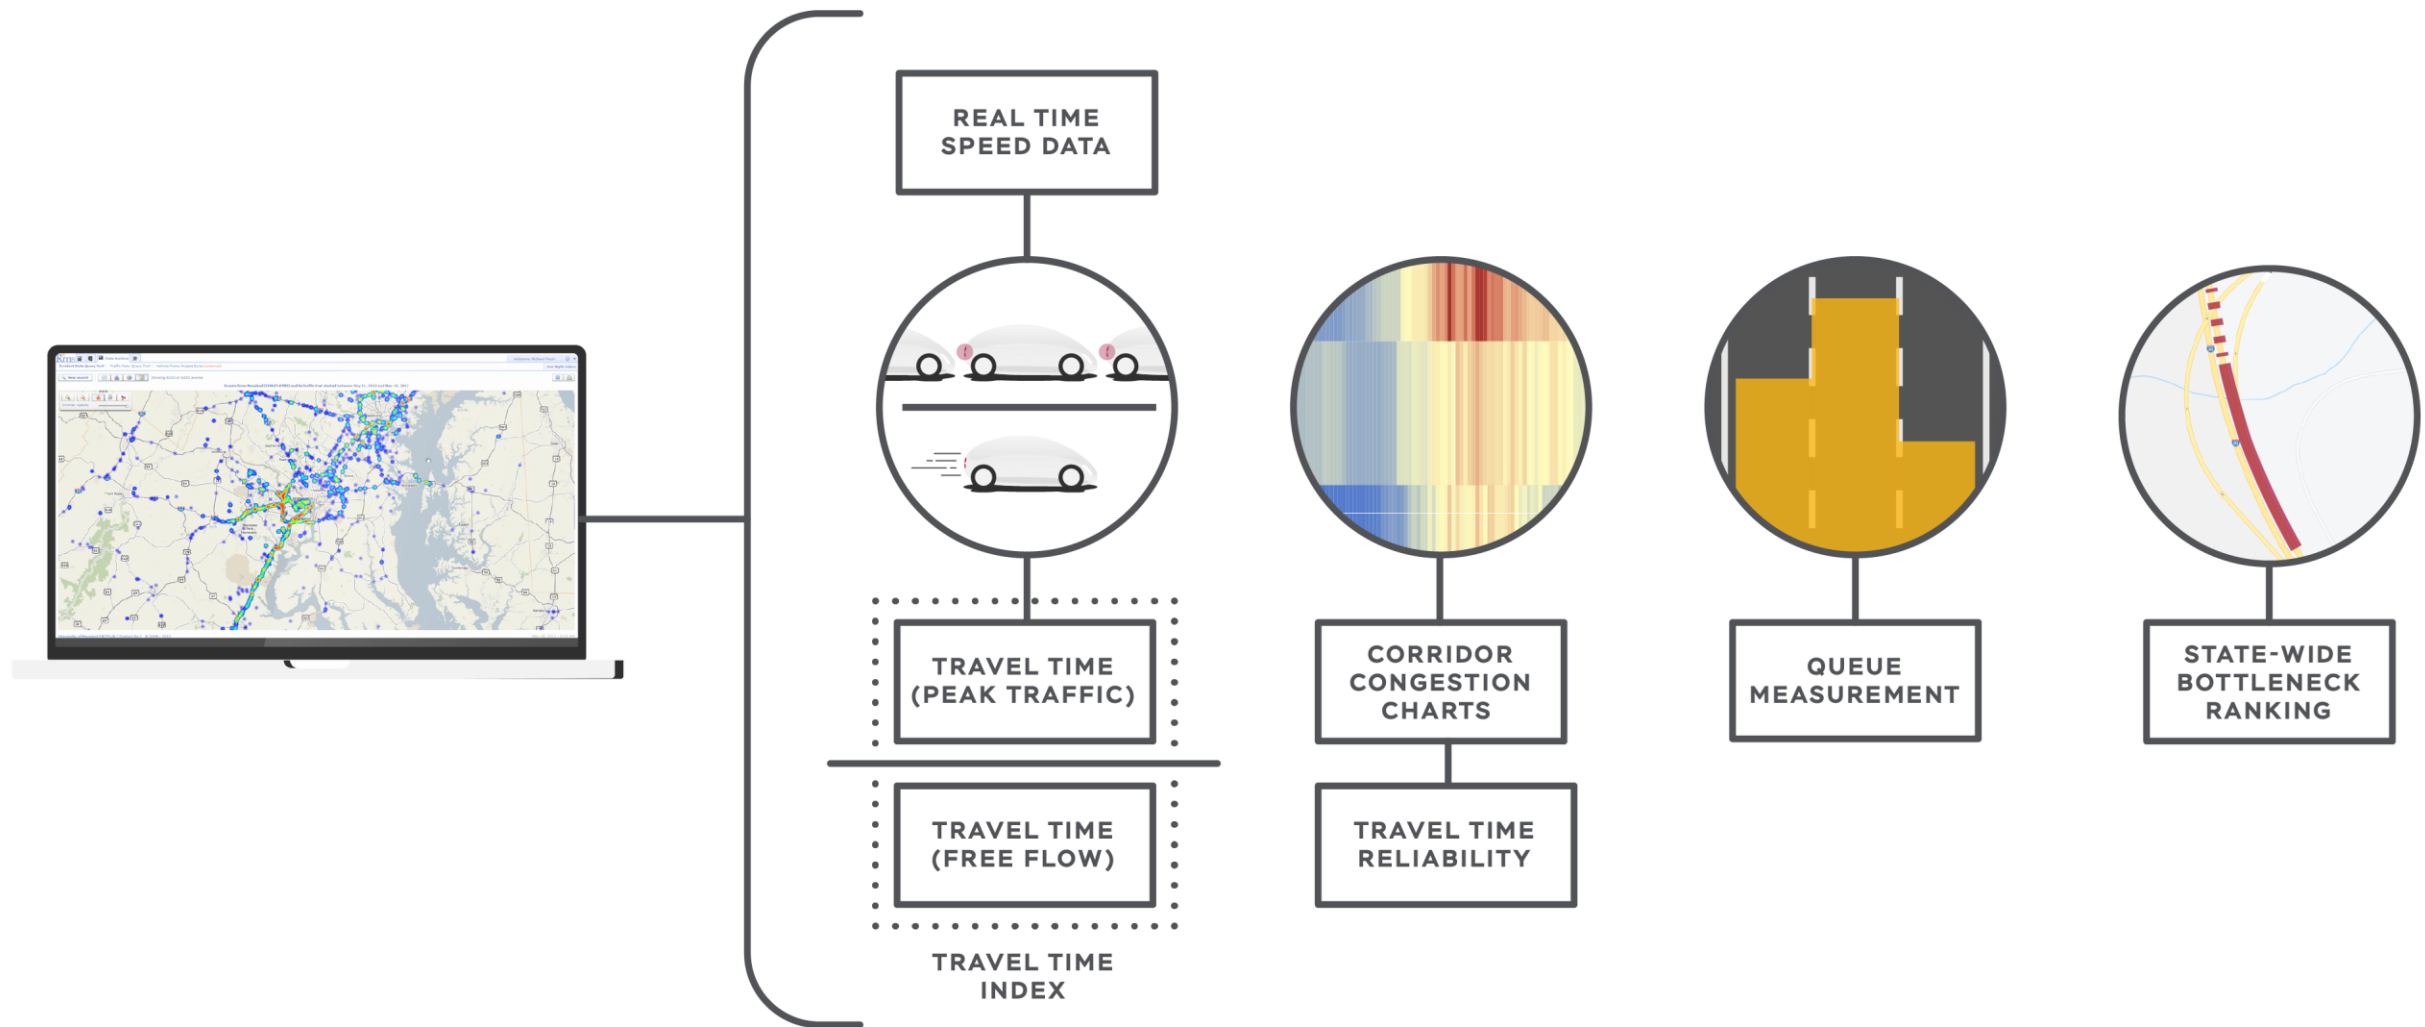 REAL TIME
SPEED DATA
TRAVEL TIME
(PEAK TRAFFIC)
TRAVEL TIME
(FREE FLOW)
TRAVEL TIME
INDEX
CORRIDOR
CONGESTION
CHARTS
TRAVEL TIME
RELIABILITY
QUEUE
MEASUREMENT
STATE-WIDE
BOTTLENECK
RANKING